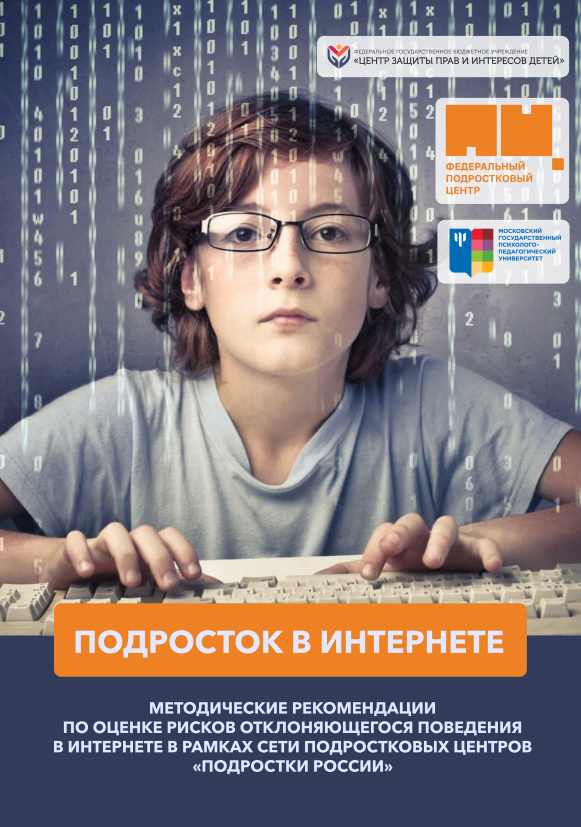 ФЕДЕРАЛЬНОЕ ГОСУДАРСТВЕННОЕ БЮДЖЕТНОЕ УЧРЕЖДЕНИЕ
«ЦЕНТР ЗАЩИТЫ ПРАВ И ИНТЕРЕСОВ ДЕТЕЙ»
ФЕДЕРАЛЬНЫЙ
ПОДРОСТКОВЫЙ
ЦЕНТР
МОСКОВСКИЙ
ГОСУДАРСТВЕННЫЙ
ПСИХОЛОГО-
ПЕДАГОГИЧЕСКИЙ
УНИВЕРСИТЕТ
ПОДРОСТОК В ИНТЕРНЕТЕ
МЕТОДИЧЕСКИЕ РЕКОМЕНДАЦИИ
ПО ОЦЕНКЕ РИСКОВ ОТКЛОНЯЮЩЕГОСЯ ПОВЕДЕНИЯ
В ИНТЕРНЕТЕ В РАМКАХ СЕТИ ПОДРОСТКОВЫХ ЦЕНТРОВ
«ПОДРОСТКИ РОССИИ»